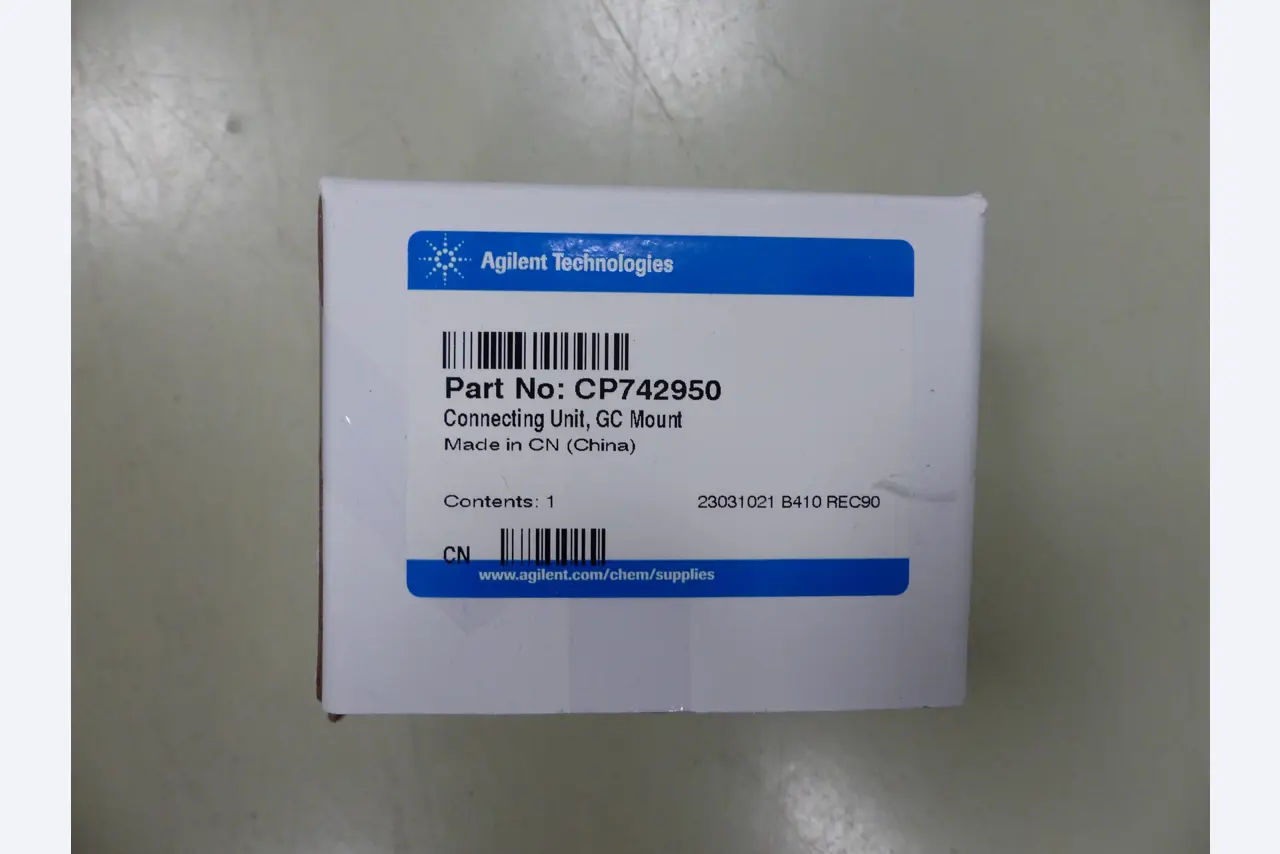 Agilent Technologies
Part No: CP742950
Connecting Unit, GC Mount
Made in CN (China)
Contents: 1 23031021 B410 REC90
CN
www.agilent.com/chem/supplies